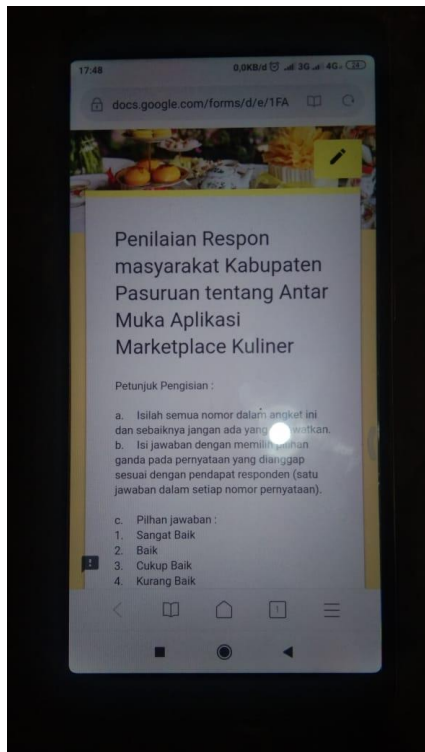 17:48 0,0KB/d 3G 4G+ 24
docs.google.com/forms/d/e/1FA
Penilaian Respon
masyarakat Kabupaten
Pasuruan tentang Antar
Muka Aplikasi
Marketplace Kuliner
Petunjuk Pengisian :
a. Isilah semua nomor dalam angket ini
dan sebaiknya jangan ada yang
b. Isi jawaban dengan memilih pilihan
ganda pada pernyataan yang dianggap
sesuai dengan pendapat responden (satu
jawaban dalam setiap nomor pernyataan).
c. Pilhan jawaban :
1. Sangat Baik
2. Baik
3. Cukup Baik
4. Kurang Baik
1